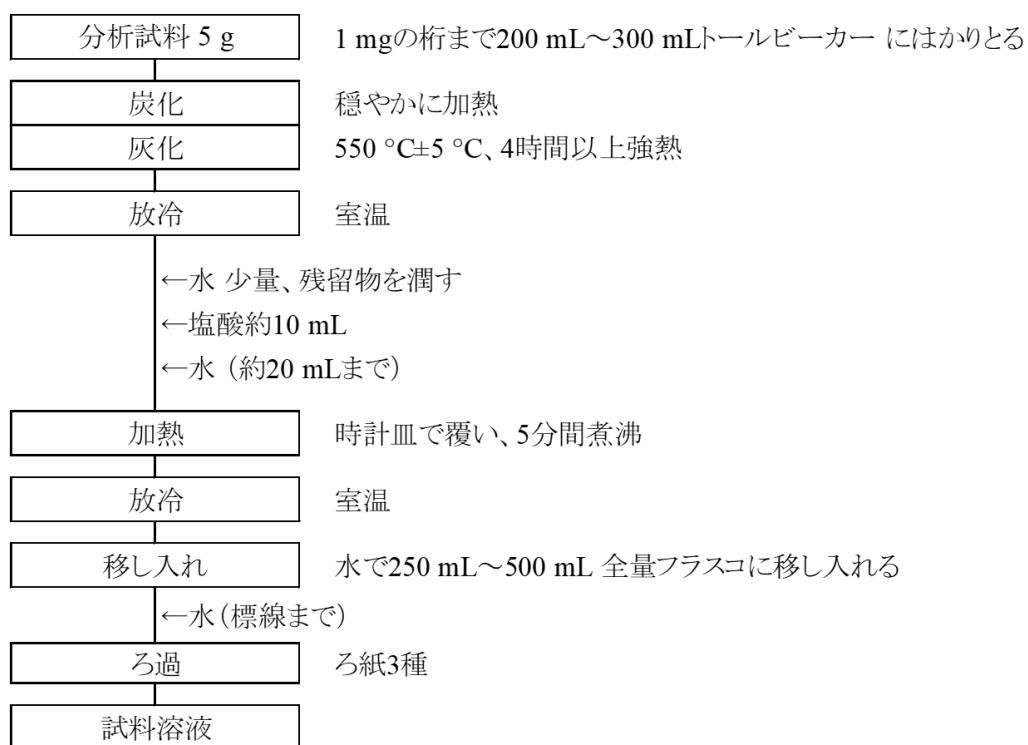 分析試料 5 g 1 mgの桁まで200 mL~300 mLトールビーカー にはかりとる
炭化 穏やかに加熱
灰化 550 °C±5 °C、4時間以上強熱
放冷 室温
←水 少量、残留物を潤す
←塩酸約10 mL
←水（約20 mLまで）
加熱 時計皿で覆い、5分間煮沸
放冷 室温
移し入れ 水で250 mL~500 mL 全量フラスコに移し入れる
←水（標線まで）
ろ過 ろ紙3種
試料溶液